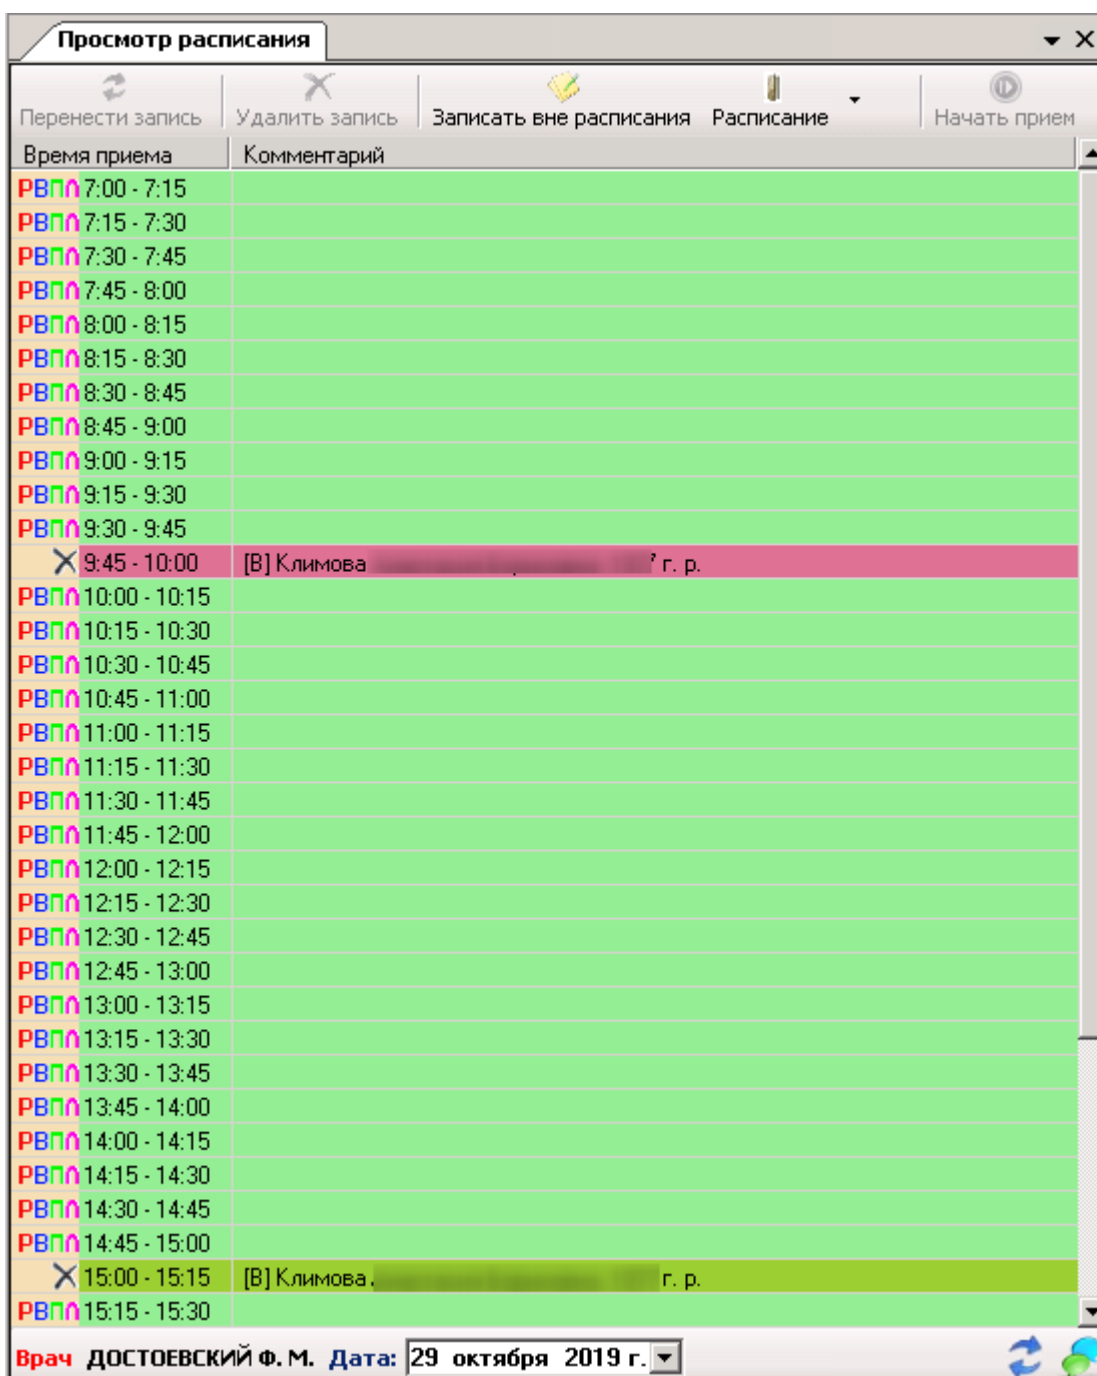 Просмотр расписания
Перенести запись Удалить запись Записать вне расписания Расписание Начать прием
Время приема Комментарий
РВПЛ 7:00 - 7:15
РВПЛ 7:15 - 7:30
РВПЛ 7:30 - 7:45
РВПЛ 7:45 - 8:00
РВПЛ 8:00 - 8:15
РВПЛ 8:15 - 8:30
РВПЛ 8:30 - 8:45
РВПЛ 8:45 - 9:00
РВПЛ 9:00 - 9:15
РВПЛ 9:15 - 9:30
РВПЛ 9:30 - 9:45
9:45 - 10:00 [В] Климова г. р.
РВПЛ 10:00 - 10:15
РВПЛ 10:15 - 10:30
РВПЛ 10:30 - 10:45
РВПЛ 10:45 - 11:00
РВПЛ 11:00 - 11:15
РВПЛ 11:15 - 11:30
РВПЛ 11:30 - 11:45
РВПЛ 11:45 - 12:00
РВПЛ 12:00 - 12:15
РВПЛ 12:15 - 12:30
РВПЛ 12:30 - 12:45
РВПЛ 12:45 - 13:00
РВПЛ 13:00 - 13:15
РВПЛ 13:15 - 13:30
РВПЛ 13:30 - 13:45
РВПЛ 13:45 - 14:00
РВПЛ 14:00 - 14:15
РВПЛ 14:15 - 14:30
РВПЛ 14:30 - 14:45
РВПЛ 14:45 - 15:00
15:00 - 15:15 [В] Климова г. р.
РВПЛ 15:15 - 15:30
Врач ДОСТОЕВСКИЙ Ф. М. Дата: 29 октября 2019 г.